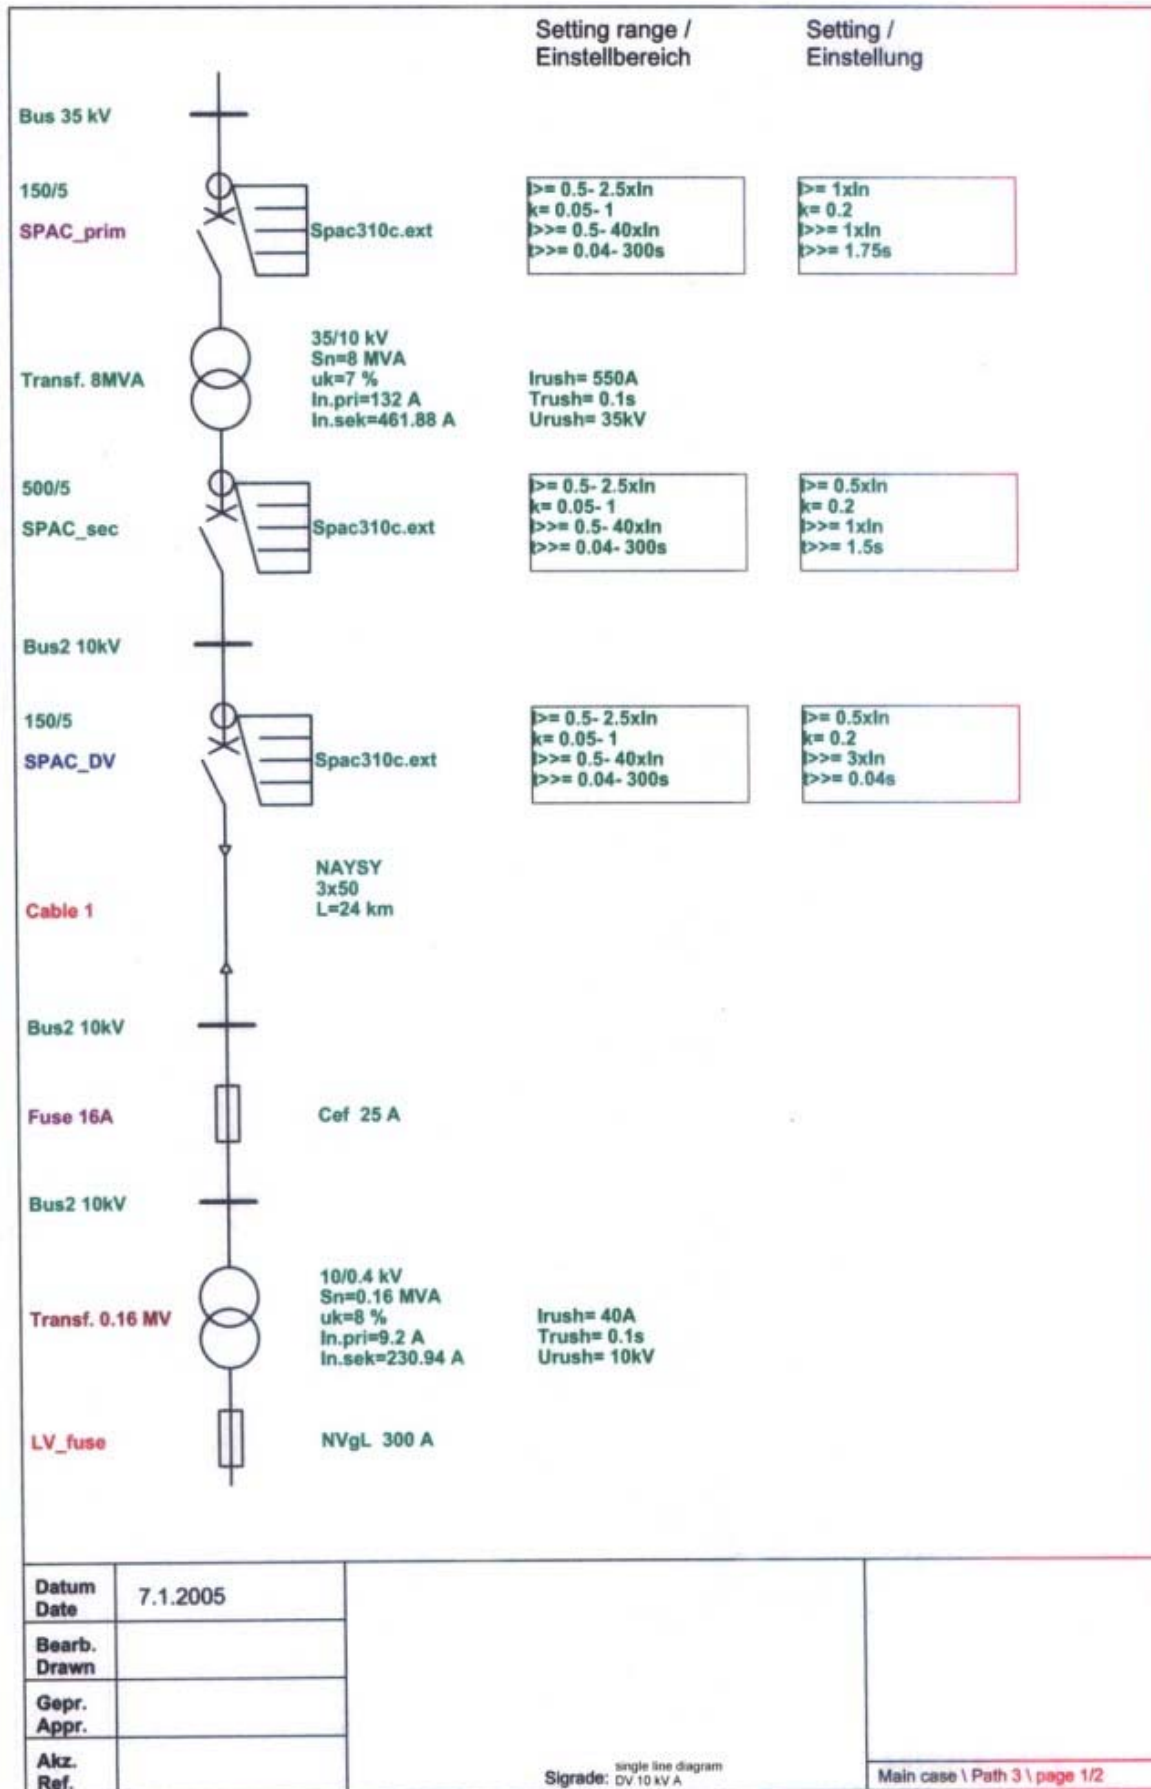 Setting range /
Einstellbereich
Setting /
Einstellung
Bus 35 kV
150/5
SPAC_prim
Spac310c.ext
I>= 0.5- 2.5xIn
k= 0.05- 1
I>>= 0.5- 40xIn
t>>= 0.04- 300s
I>= 1xIn
k= 0.2
I>>= 1xIn
t>>= 1.75s
Transf. 8MVA
35/10 kV
Sn=8 MVA
uk=7 %
In.pri=132 A
In.sek=461.88 A
Irush= 550A
Trush= 0.1s
Urush= 35kV
500/5
SPAC_sec
Spac310c.ext
I>= 0.5- 2.5xIn
k= 0.05- 1
I>>= 0.5- 40xIn
t>>= 0.04- 300s
I>= 0.5xIn
k= 0.2
I>>= 1xIn
t>>= 1.5s
Bus2 10kV
150/5
SPAC_DV
Spac310c.ext
I>= 0.5- 2.5xIn
k= 0.05- 1
I>>= 0.5- 40xIn
t>>= 0.04- 300s
I>= 0.5xIn
k= 0.2
I>>= 3xIn
t>>= 0.04s
Cable 1
NAYSY
3x50
L=24 km
Bus2 10kV
Fuse 16A
Cef 25 A
Bus2 10kV
Transf. 0.16 MV
10/0.4 kV
Sn=0.16 MVA
uk=8 %
In.pri=9.2 A
In.sek=230.94 A
Irush= 40A
Trush= 0.1s
Urush= 10kV
LV_fuse
NVgL 300 A
Datum
Date
7.1.2005
Bearb.
Drawn
Gepr.
Appr.
Akz.
Ref.
Sigrade: single line diagram
DV 10 kV A
Main case \ Path 3 \ page 1/2